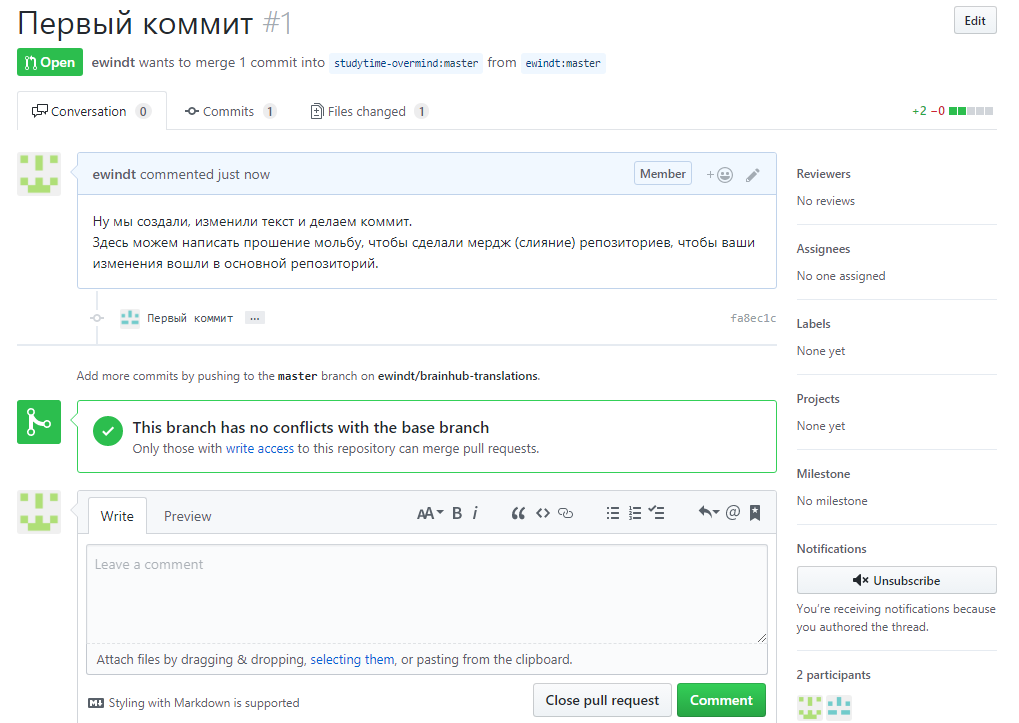 Первый коммит #1
Edit
Open ewindt wants to merge 1 commit into studytime-overmind:master from ewindt:master
Conversation 0 Commits 1 Files changed 1 +2 −0
ewindt commented just now Member
Ну мы создали, изменили текст и делаем коммит.
Здесь можем написать прошение мольбу, чтобы сделали мердж (слияние) репозиториев, чтобы ваши
изменения вошли в основной репозиторий.
Первый коммит ... fa8ec1c
Add more commits by pushing to the master branch on ewindt/brainhub-translations.
This branch has no conflicts with the base branch
Only those with write access to this repository can merge pull requests.
Write Preview AA B i
Leave a comment
Attach files by dragging & dropping, selecting them, or pasting from the clipboard.
Styling with Markdown is supported
Close pull request Comment
Reviewers
No reviews
Assignees
No one assigned
Labels
None yet
Projects
None yet
Milestone
No milestone
Notifications
Unsubscribe
You're receiving notifications because
you authored the thread.
2 participants